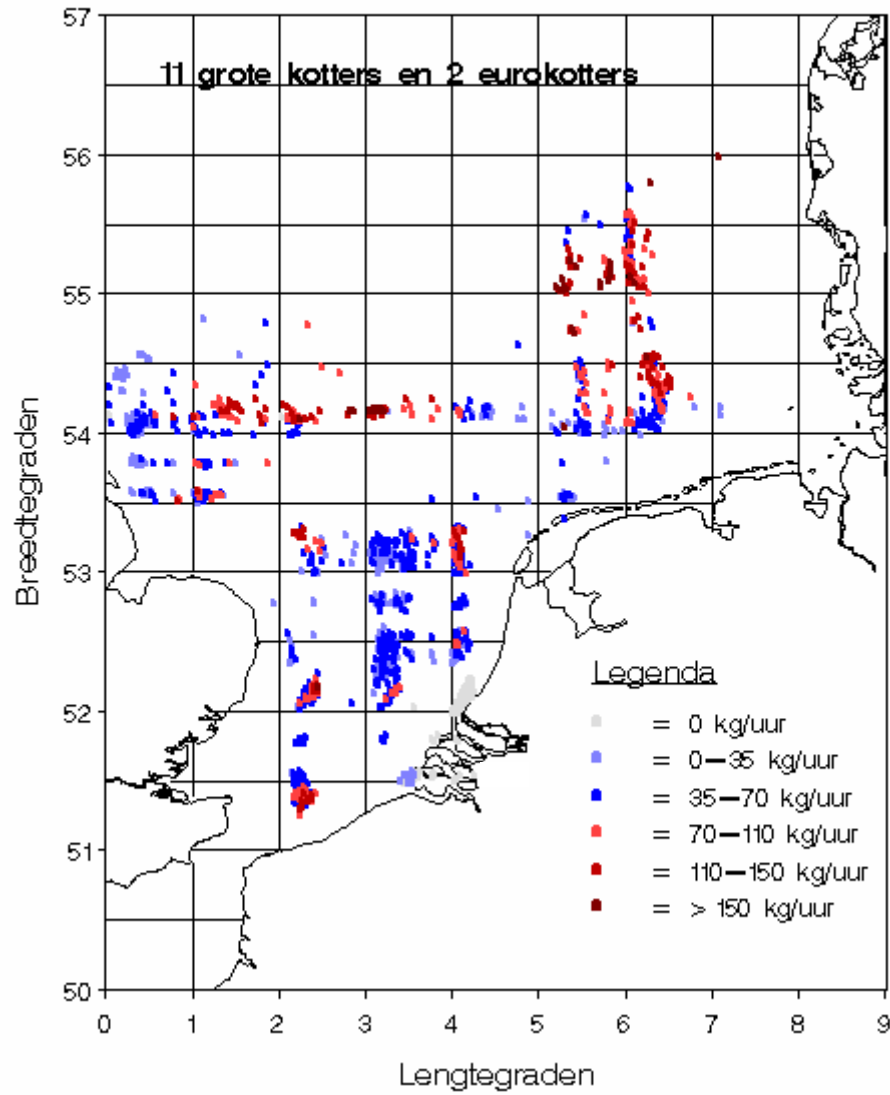 11 grote kotters en 2 eurokotters
57
56
55
54
53
52
51
50
Breedtegraden
0 1 2 3 4 5 6 7 8 9
Lengtegraden
Legenda
= 0 kg/uur
= 0–35 kg/uur
= 35–70 kg/uur
= 70–110 kg/uur
= 110–150 kg/uur
= > 150 kg/uur